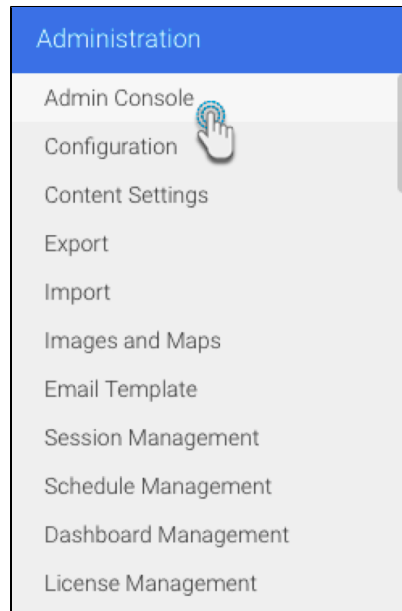 Administration
Admin Console
Configuration
Content Settings
Export
Import
Images and Maps
Email Template
Session Management
Schedule Management
Dashboard Management
License Management